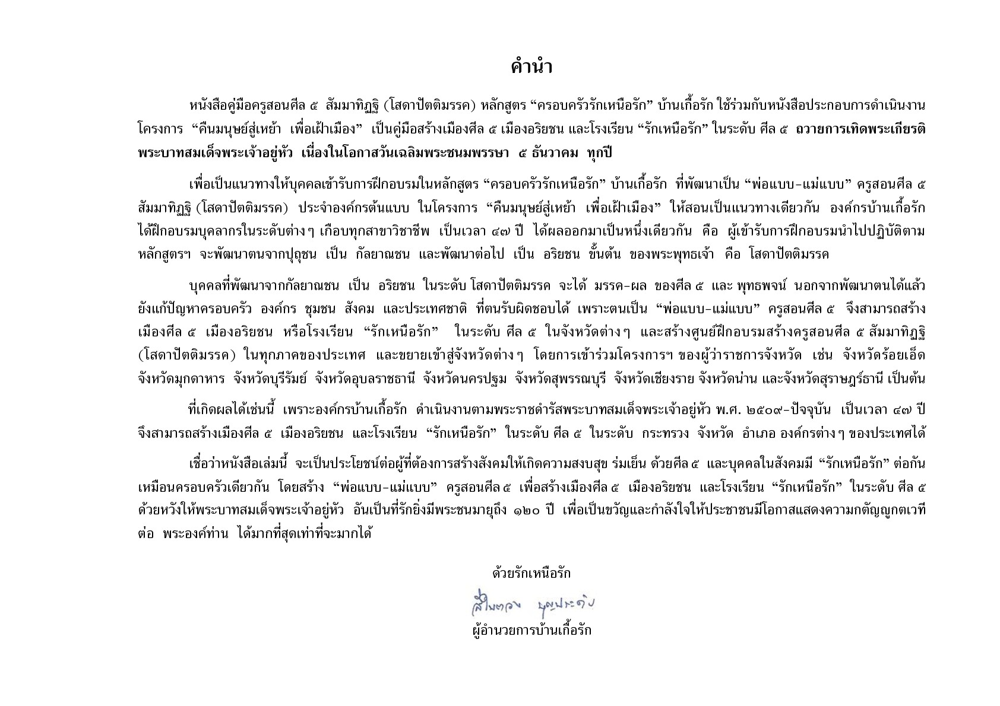 คำนำ
หนังสือคู่มือครูสอนศีล ๕ สัมมาทิฏฐิ (โสดาปัตติมรรค) หลักสูตร “ครอบครัวรักเหนือรัก” บ้านเกื้อรัก ใช้ร่วมกับหนังสือประกอบการดำเนินงาน
โครงการ “คืนมนุษย์สู่เหย้า เพื่อเฝ้าเมือง” เป็นคู่มือสร้างเมืองศีล ๕ เมืองอริยชน และโรงเรียน “รักเหนือรัก” ในระดับ ศีล ๕ ถวายการเทิดพระเกียรติ
พระบาทสมเด็จพระเจ้าอยู่หัว เนื่องในโอกาสวันเฉลิมพระชนมพรรษา ๕ ธันวาคม ทุกปี
เพื่อเป็นแนวทางให้บุคคลเข้ารับการฝึกอบรมในหลักสูตร “ครอบครัวรักเหนือรัก” บ้านเกื้อรัก ที่พัฒนาเป็น “พ่อแบบ-แม่แบบ” ครูสอนศีล ๕
สัมมาทิฏฐิ (โสดาปัตติมรรค) ประจำองค์กรต้นแบบ ในโครงการ “คืนมนุษย์สู่เหย้า เพื่อเฝ้าเมือง” ให้สอนเป็นแนวทางเดียวกัน องค์กรบ้านเกื้อรัก
ได้ฝึกอบรมบุคลากรในระดับต่างๆ เกือบทุกสาขาวิชาชีพ เป็นเวลา ๔๗ ปี ได้ผลออกมาเป็นหนึ่งเดียวกัน คือ ผู้เข้ารับการฝึกอบรมนำไปปฏิบัติตาม
หลักสูตรฯ จะพัฒนาตนจากปุถุชน เป็น กัลยาณชน และพัฒนาต่อไป เป็น อริยชน ขั้นต้น ของพระพุทธเจ้า คือ โสดาปัตติมรรค
บุคคลที่พัฒนาจากกัลยาณชน เป็น อริยชน ในระดับ โสดาปัตติมรรค จะได้ มรรค-ผล ของศีล ๕ และ พุทธพจน์ นอกจากพัฒนาตนได้แล้ว
ยังแก้ปัญหาครอบครัว องค์กร ชุมชน สังคม และประเทศชาติ ที่ตนรับผิดชอบได้ เพราะตนเป็น “พ่อแบบ-แม่แบบ” ครูสอนศีล ๕ จึงสามารถสร้าง
เมืองศีล ๕ เมืองอริยชน หรือโรงเรียน “รักเหนือรัก” ในระดับ ศีล ๕ ในจังหวัดต่างๆ และสร้างศูนย์ฝึกอบรมสร้างครูสอนศีล ๕ สัมมาทิฏฐิ
(โสดาปัตติมรรค) ในทุกภาคของประเทศ และขยายเข้าสู่จังหวัดต่างๆ โดยการเข้าร่วมโครงการฯ ของผู้ว่าราชการจังหวัด เช่น จังหวัดร้อยเอ็ด
จังหวัดมุกดาหาร จังหวัดบุรีรัมย์ จังหวัดอุบลราชธานี จังหวัดนครปฐม จังหวัดสุพรรณบุรี จังหวัดเชียงราย จังหวัดน่าน และจังหวัดสุราษฎร์ธานี เป็นต้น
ที่เกิดผลได้เช่นนี้ เพราะองค์กรบ้านเกื้อรัก ดำเนินงานตามพระราชดำรัสพระบาทสมเด็จพระเจ้าอยู่หัว พ.ศ. ๒๕๐๙-ปัจจุบัน เป็นเวลา ๔๗ ปี
จึงสามารถสร้างเมืองศีล ๕ เมืองอริยชน และโรงเรียน “รักเหนือรัก” ในระดับ ศีล ๕ ในระดับ กระทรวง จังหวัด อำเภอ องค์กรต่างๆ ของประเทศได้
เชื่อว่าหนังสือเล่มนี้ จะเป็นประโยชน์ต่อผู้ที่ต้องการสร้างสังคมให้เกิดความสงบสุข ร่มเย็น ด้วยศีล ๕ และบุคคลในสังคมมี “รักเหนือรัก” ต่อกัน
เหมือนครอบครัวเดียวกัน โดยสร้าง “พ่อแบบ-แม่แบบ” ครูสอนศีล ๕ เพื่อสร้างเมืองศีล ๕ เมืองอริยชน และโรงเรียน “รักเหนือรัก” ในระดับ ศีล ๕
ด้วยหวังให้พระบาทสมเด็จพระเจ้าอยู่หัว อันเป็นที่รักยิ่งมีพระชนมายุถึง ๑๒๐ ปี เพื่อเป็นขวัญและกำลังใจให้ประชาชนมีโอกาสแสดงความกตัญญูกตเวที
ต่อ พระองค์ท่าน ได้มากที่สุดเท่าที่จะมากได้
ด้วยรักเหนือรัก
ผู้อำนวยการบ้านเกื้อรัก